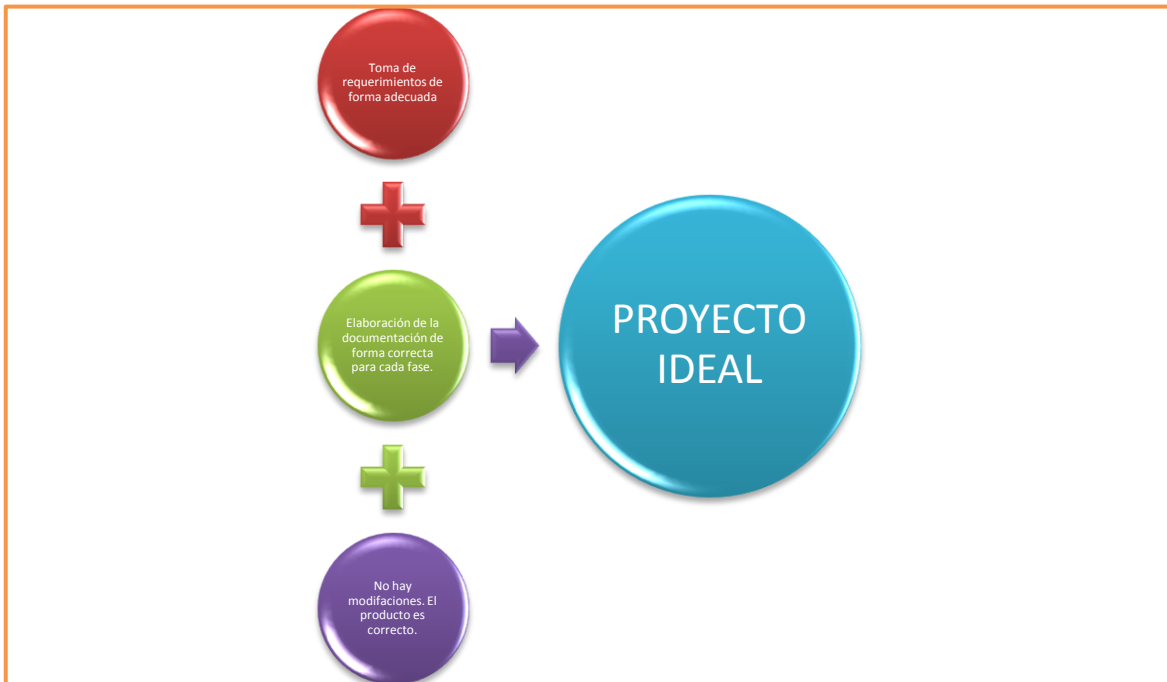 Toma de
requerimientos de
forma adecuada
Elaboración de la
documentación de
forma correcta
para cada fase.
No hay
modifaciones. El
producto es
correcto.
PROYECTO
IDEAL